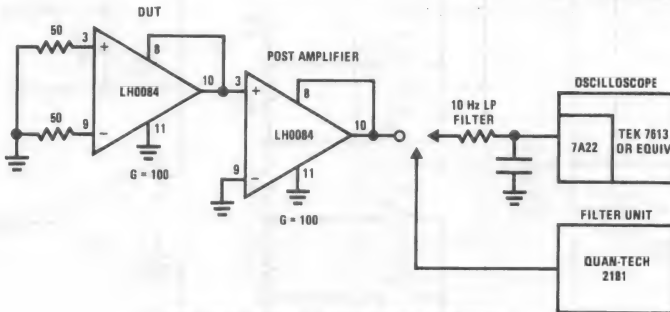 DUT
50
3
+
8
LH0084
10
50
9
−
11
G = 100
POST AMPLIFIER
3
+
8
LH0084
10
9
−
11
G = 100
10 Hz LP
FILTER
OSCILLOSCOPE
7A22
TEK 7613
OR EQUIV
FILTER UNIT
QUAN-TECH
2181